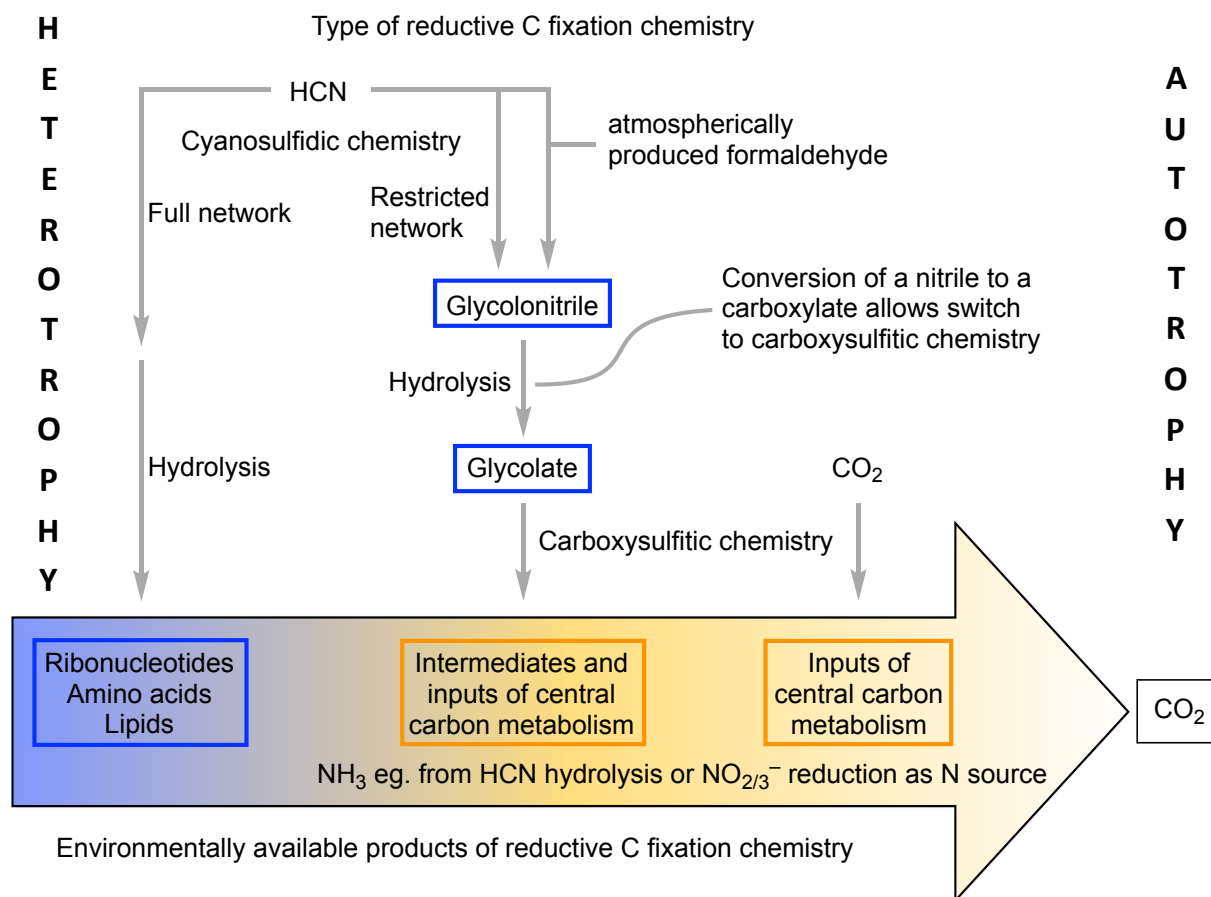 HETEROTROPHY
Type of reductive C fixation chemistry
AUTOTROPHY
HCN
Cyanosulfidic chemistry
atmospherically
produced formaldehyde
Full network
Restricted
network
Glycolonitrile
Conversion of a nitrile to a
carboxylate allows switch
to carboxysulfitic chemistry
Hydrolysis
Hydrolysis
Glycolate
CO₂
Carboxysulfitic chemistry
Ribonucleotides
Amino acids
Lipids
Intermediates and
inputs of central
carbon metabolism
Inputs of
central carbon
metabolism
CO₂
NH₃ eg. from HCN hydrolysis or NO₂/₃⁻ reduction as N source
Environmentally available products of reductive C fixation chemistry